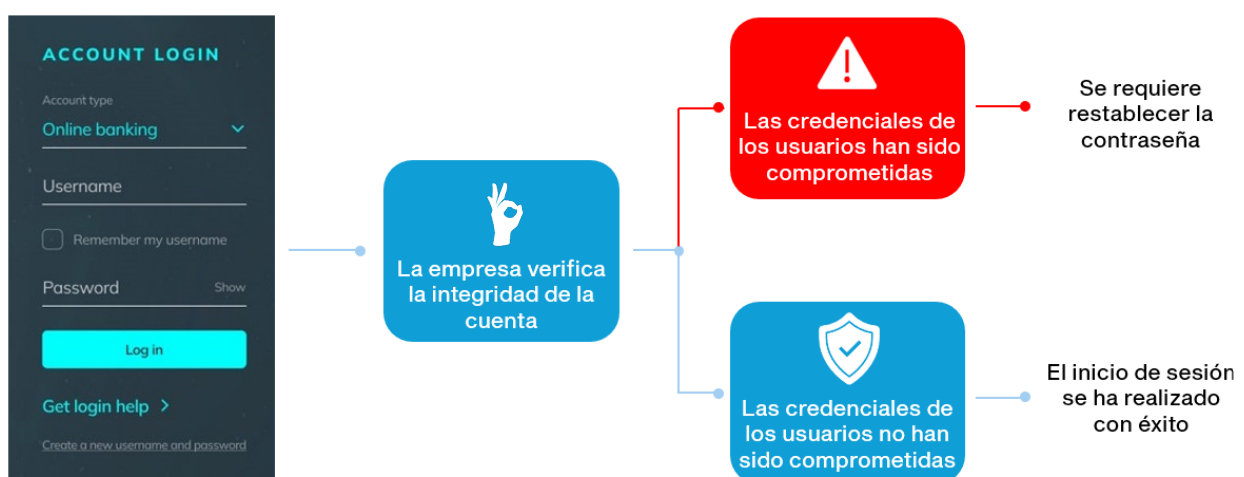 ACCOUNT LOGIN
Account type
Online banking
Username
Remember my username
Password
Show
Log in
Get login help >
Create a new username and password
La empresa verifica
la integridad de la
cuenta
Las credenciales de
los usuarios han sido
comprometidas
Se requiere
restablecer la
contraseña
Las credenciales de
los usuarios no han
sido comprometidas
El inicio de sesión
se ha realizado
con éxito